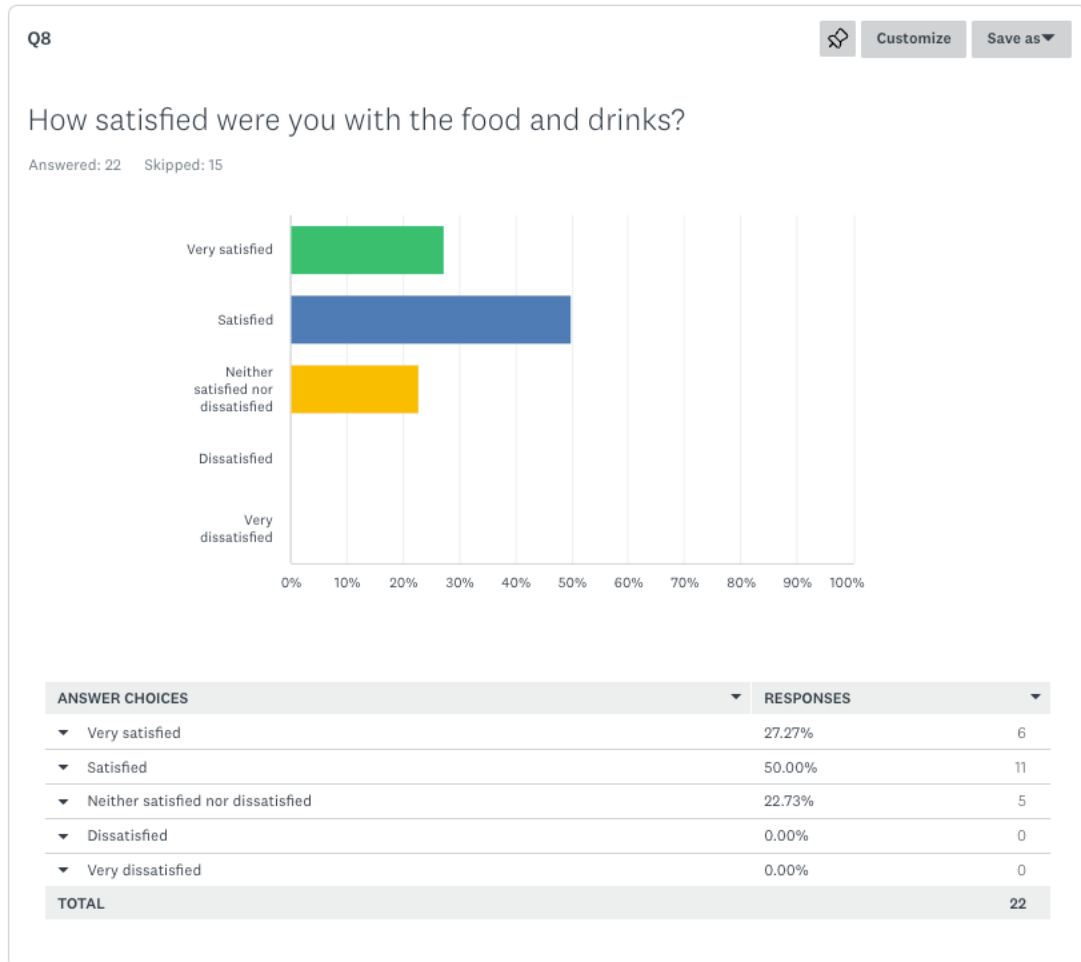 Q8
Customize
Save as
How satisfied were you with the food and drinks?
Answered: 22 Skipped: 15
Very satisfied
Satisfied
Neither
satisfied nor
dissatisfied
Dissatisfied
Very
dissatisfied
0% 10% 20% 30% 40% 50% 60% 70% 80% 90% 100%
ANSWER CHOICES RESPONSES
Very satisfied 27.27% 6
Satisfied 50.00% 11
Neither satisfied nor dissatisfied 22.73% 5
Dissatisfied 0.00% 0
Very dissatisfied 0.00% 0
TOTAL 22